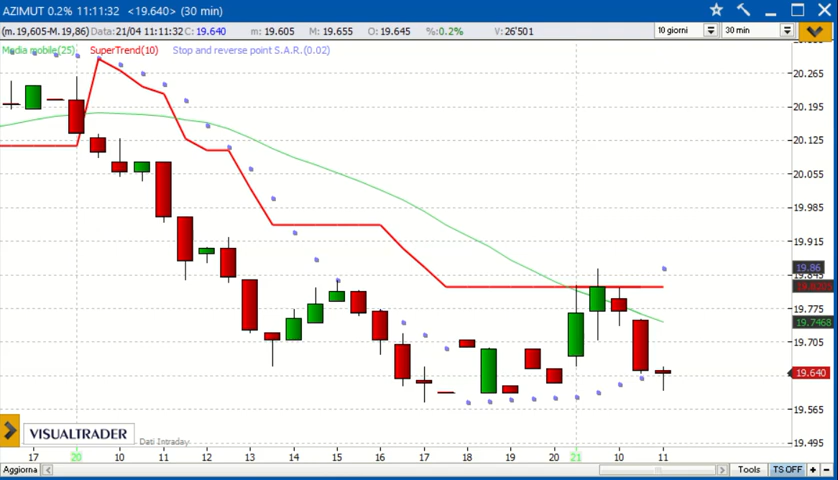 AZIMUT 0.2% 11:11:32 <19.640> (30 min)
(m. 19,605-M.19,86) Data:21/04 11:11:32 C: 19.640 m: 19.605 M: 19.655 O: 19.645 %:0.2% V:26'501
10 giorni 30 min
Media mobile(25) SuperTrend(10) Stop and reverse point S.A.R.(0.02)
20.265
20.195
20.125
20.055
19.985
19.915
19.86
19.845
19.8205
19.775
19.7468
19.705
19.640
19.565
19.495
VISUALTRADER
Dati Intraday
17 20 10 11 12 13 14 15 16 17 18 19 20 21 10 11
Aggiorna Tools TS OFF